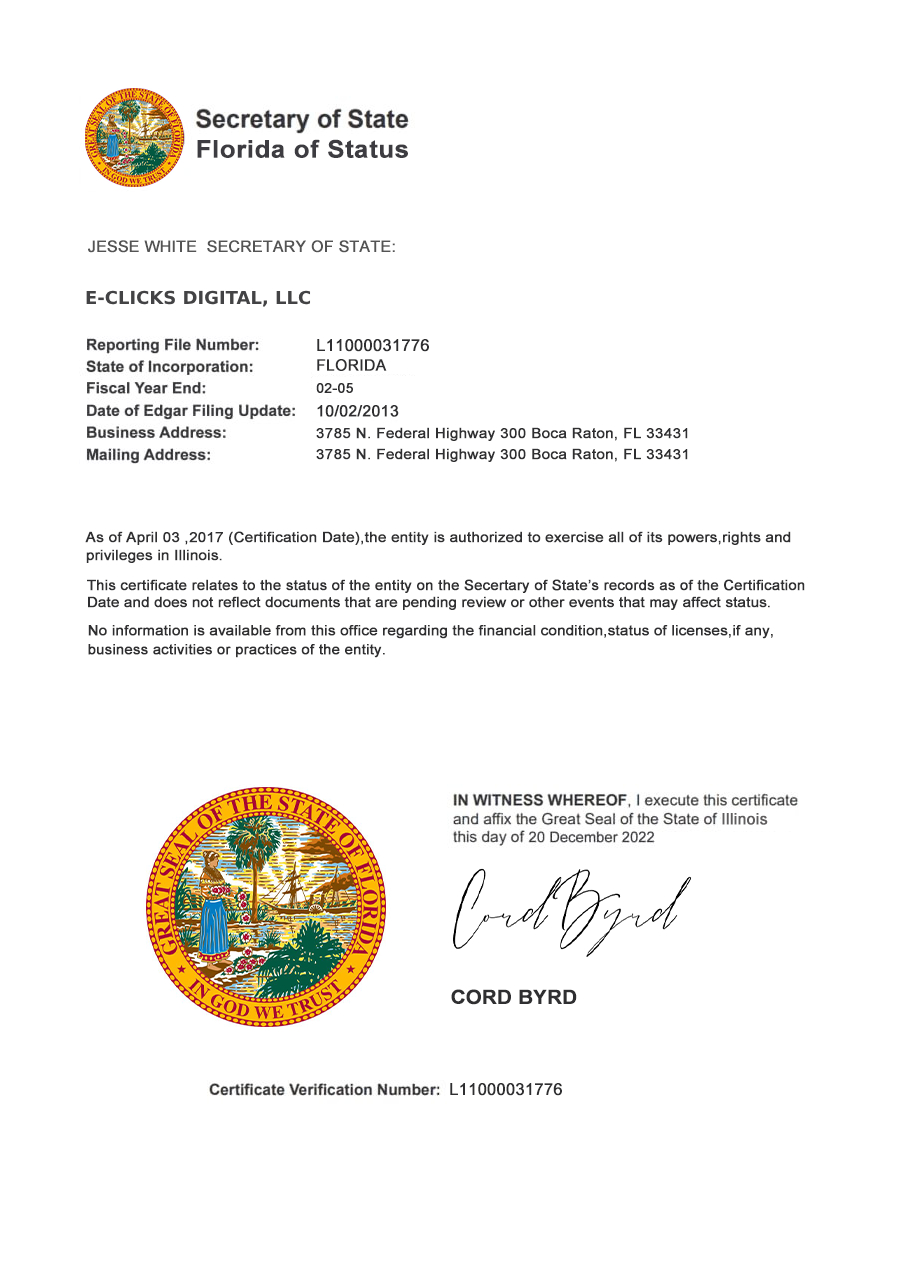 GREAT SEAL OF THE STATE OF FLORIDA
IN GOD WE TRUST
Secretary of State
Florida of Status
JESSE WHITE  SECRETARY OF STATE:
E-CLICKS DIGITAL, LLC
Reporting File Number: L11000031776
State of Incorporation: FLORIDA
Fiscal Year End: 02-05
Date of Edgar Filing Update: 10/02/2013
Business Address: 3785 N. Federal Highway 300 Boca Raton, FL 33431
Mailing Address: 3785 N. Federal Highway 300 Boca Raton, FL 33431
As of April 03 ,2017 (Certification Date),the entity is authorized to exercise all of its powers,rights and
privileges in Illinois.
This certificate relates to the status of the entity on the Secertary of State’s records as of the Certification
Date and does not reflect documents that are pending review or other events that may affect status.
No information is available from this office regarding the financial condition,status of licenses,if any,
business activities or practices of the entity.
GREAT SEAL OF THE STATE OF FLORIDA
IN GOD WE TRUST
IN WITNESS WHEREOF, I execute this certificate
and affix the Great Seal of the State of Illinois
this day of 20 December 2022
Cord Byrd
CORD BYRD
Certificate Verification Number: L11000031776